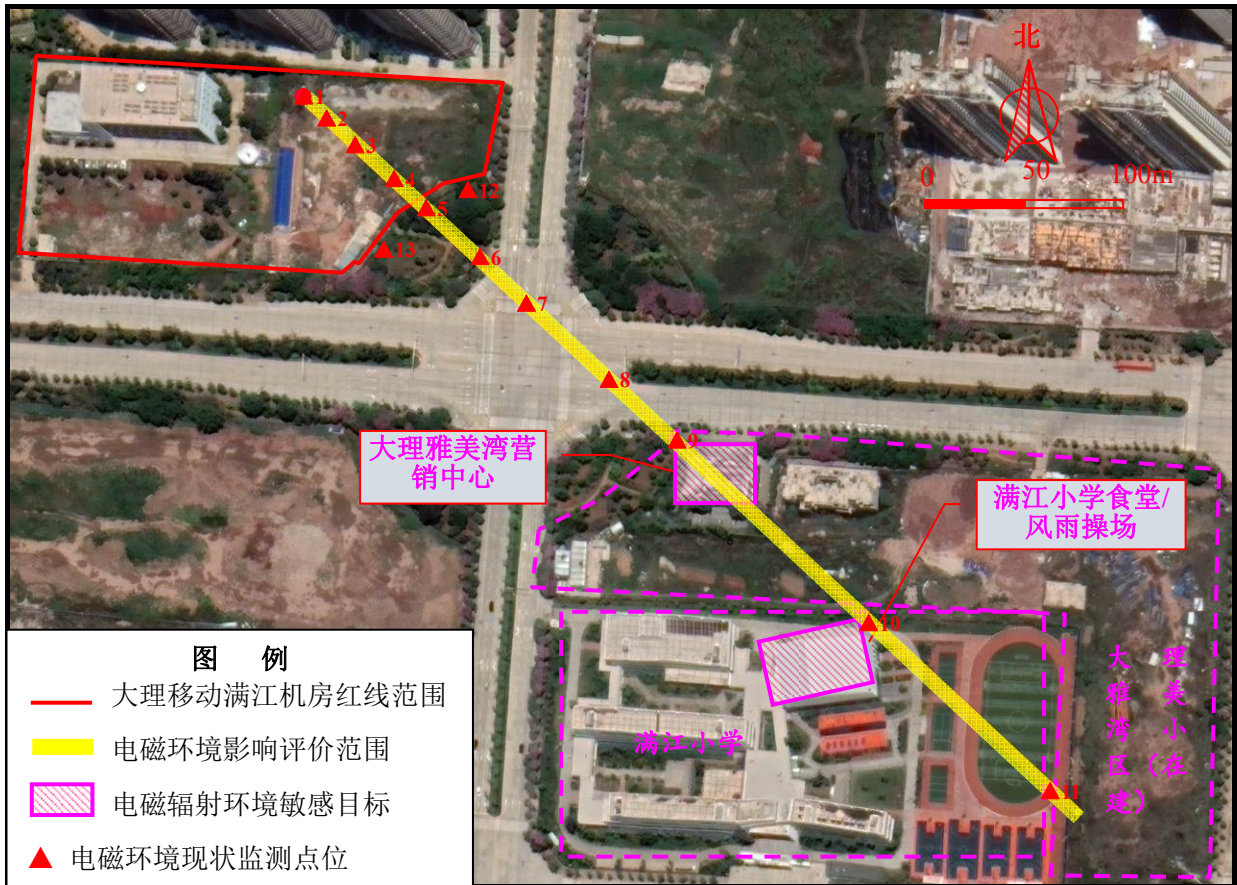 北
0
50
100m
1
2
3
4
5
12
13
6
7
8
9
大理雅美湾营
销中心
满江小学食堂/
风雨操场
10
满江小学
大理
雅美
湾小
区(在
建)
11
图 例
大理移动满江机房红线范围
电磁环境影响评价范围
电磁辐射环境敏感目标
电磁环境现状监测点位